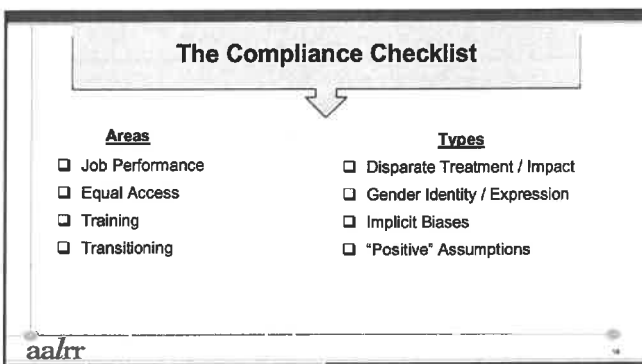 The Compliance Checklist
Areas
Job Performance
Equal Access
Training
Transitioning
Types
Disparate Treatment / Impact
Gender Identity / Expression
Implicit Biases
"Positive" Assumptions
aalrr